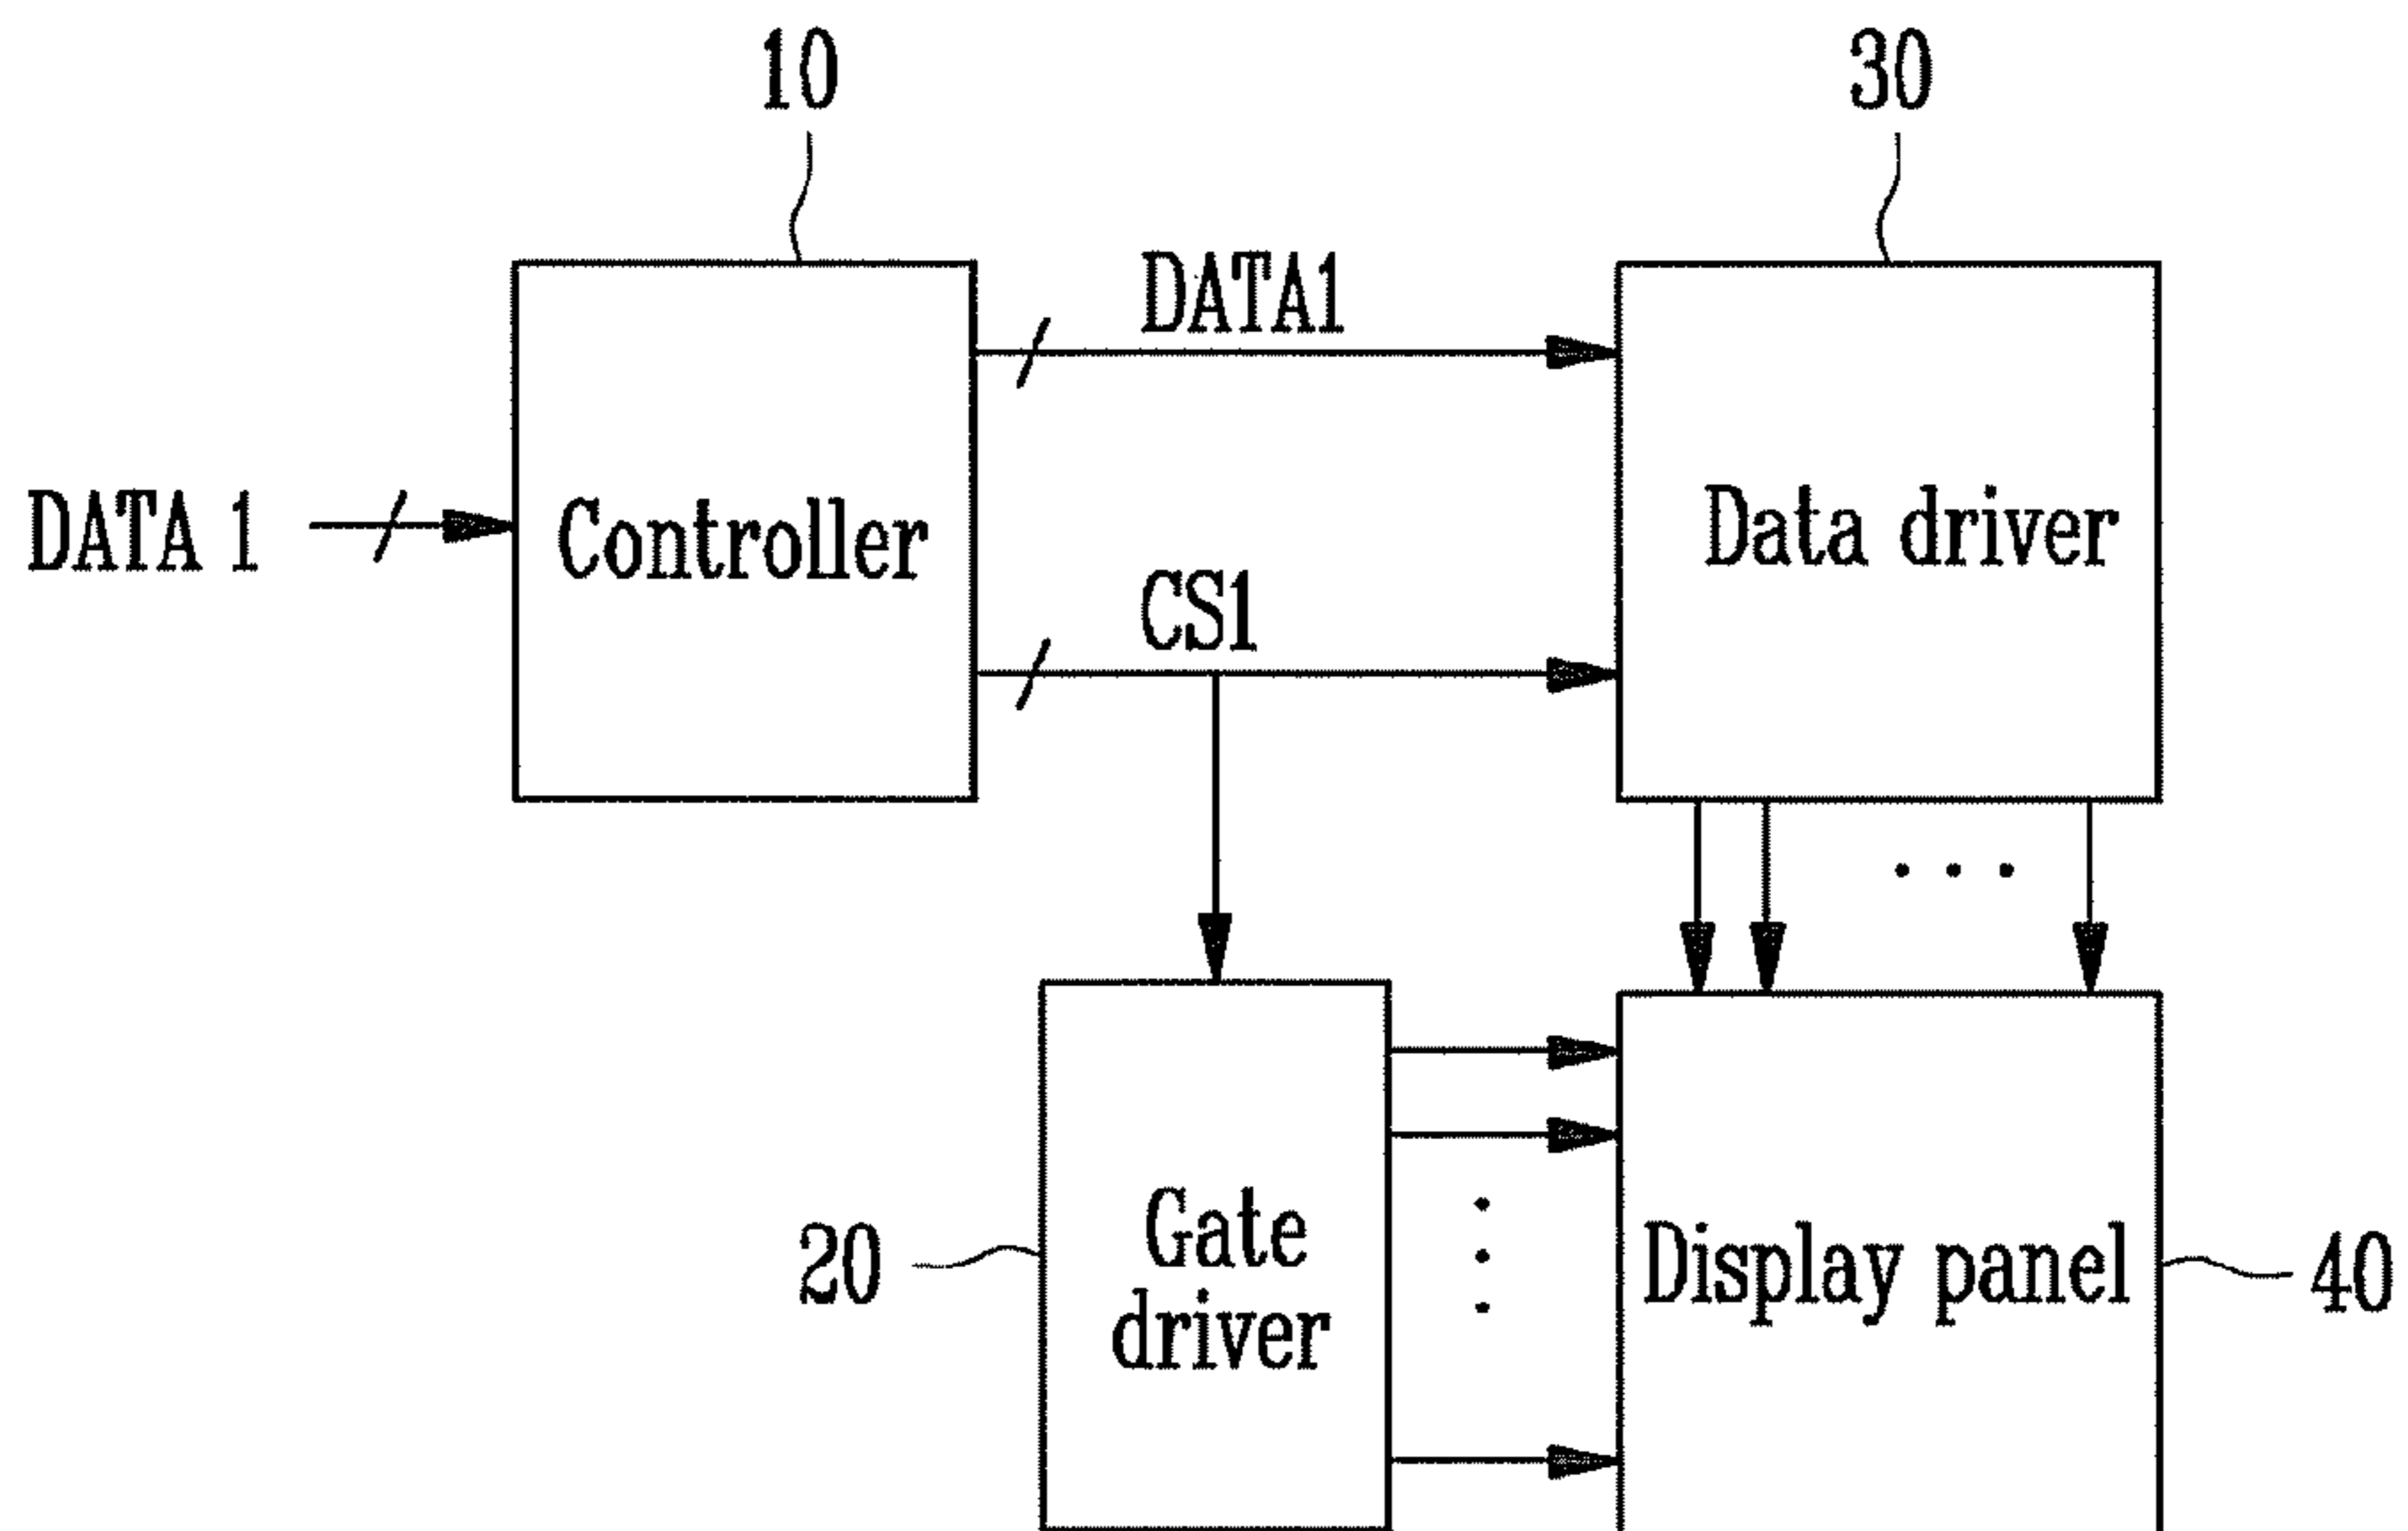 10
30
DATA1
DATA 1
Controller
Data driver
CS1
20
Gate
driver
Display panel
40